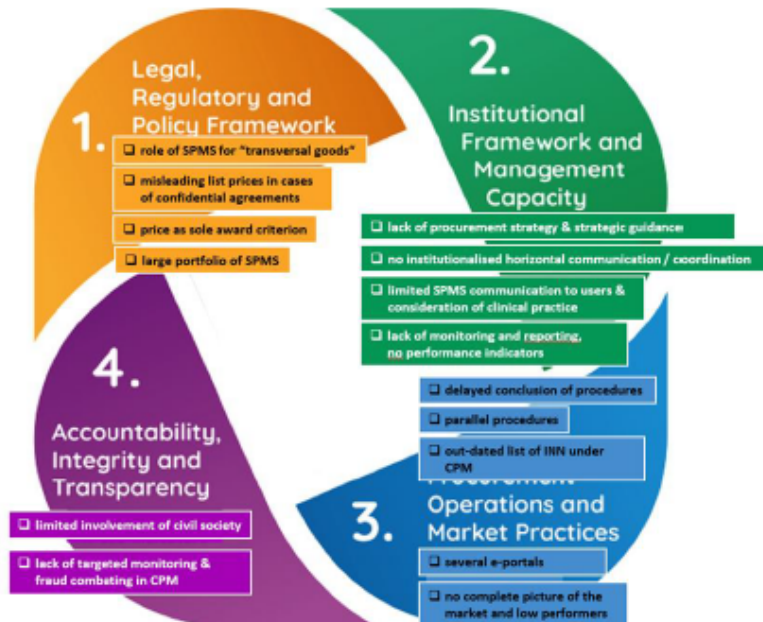 1.
Legal,
Regulatory and
Policy Framework
❑ role of SPMS for "transversal goods"
❑ misleading list prices in cases
of confidential agreements
❑ price as sole award criterion
❑ large portfolio of SPMS
2.
Institutional
Framework and
Management
Capacity
❑ lack of procurement strategy & strategic guidance
❑ no institutionalised horizontal communication / coordination
❑ limited SPMS communication to users &
consideration of clinical practice
❑ lack of monitoring and reporting,
no performance indicators
❑ delayed conclusion of procedures
❑ parallel procedures
❑ out-dated list of INN under
CPM
3.
Procurement
Operations and
Market Practices
❑ several e-portals
❑ no complete picture of the
market and low performers
4.
Accountability,
Integrity and
Transparency
❑ limited involvement of civil society
❑ lack of targeted monitoring &
fraud combating in CPM